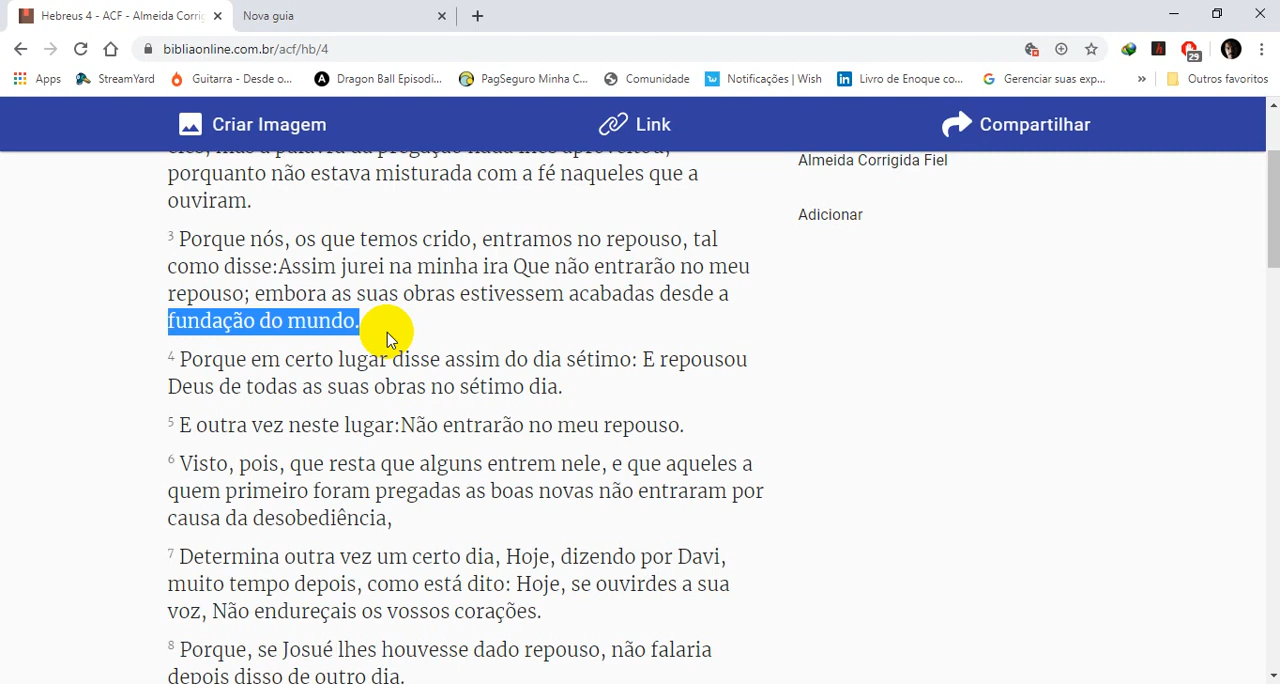 Hebreus 4 - ACF - Almeida Corrig
Nova guia
bibliaonline.com.br/acf/hb/4
29
Apps
StreamYard
Guitarra - Desde o...
Dragon Ball Episodi...
PagSeguro Minha C...
Comunidade
Notificações | Wish
Livro de Enoque co...
Gerenciar suas exp...
»
Outros favoritos
Criar Imagem
Link
Compartilhar
eles, mas a palavra da pregação nada lhes aproveitou,
porquanto não estava misturada com a fé naqueles que a
ouviram.
3 Porque nós, os que temos crido, entramos no repouso, tal
como disse:Assim jurei na minha ira Que não entrarão no meu
repouso; embora as suas obras estivessem acabadas desde a
fundação do mundo.
4 Porque em certo lugar disse assim do dia sétimo: E repousou
Deus de todas as suas obras no sétimo dia.
5 E outra vez neste lugar:Não entrarão no meu repouso.
6 Visto, pois, que resta que alguns entrem nele, e que aqueles a
quem primeiro foram pregadas as boas novas não entraram por
causa da desobediência,
7 Determina outra vez um certo dia, Hoje, dizendo por Davi,
muito tempo depois, como está dito: Hoje, se ouvirdes a sua
voz, Não endureçais os vossos corações.
8 Porque, se Josué lhes houvesse dado repouso, não falaria
depois disso de outro dia.
Almeida Corrigida Fiel
Adicionar